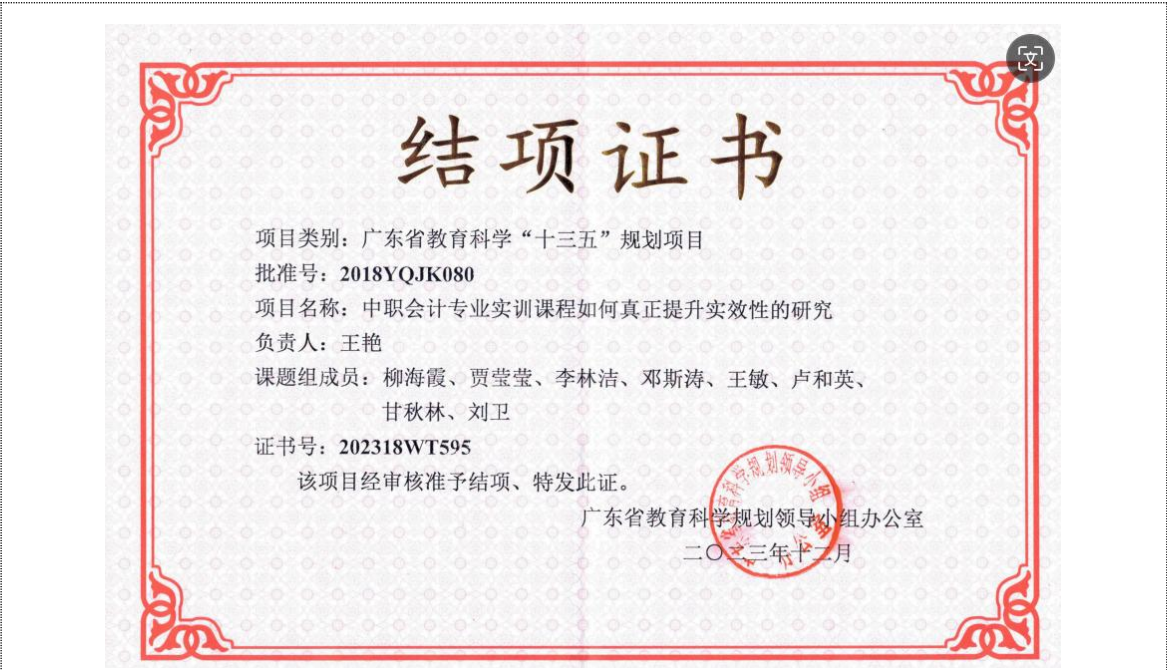 结项证书
项目类别：广东省教育科学“十三五”规划项目
批准号：2018YQJK080
项目名称：中职会计专业实训课程如何真正提升实效性的研究
负责人：王艳
课题组成员：柳海霞、贾莹莹、李林洁、邓斯涛、王敏、卢和英、
甘秋林、刘卫
证书号：202318WT595
该项目经审核准予结项、特发此证。
广东省教育科学规划领导小组办公室
二〇二三年十二月